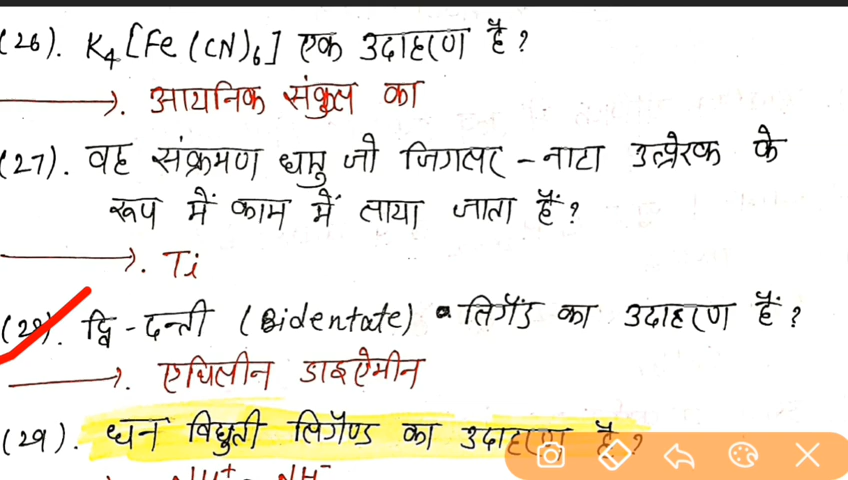 (26). K₄[Fe(CN)₆] एक उदाहरण है?
→. आयनिक संकुल का
(27). वह संक्रमण धातु जो जिगलर - नाटा उत्प्रेरक के
रूप में काम में लाया जाता हैं?
→. Ti
(28). द्वि - दन्ती (Bidentate) लिगैंड का उदाहरण हैं?
→. एथिलीन डाइऐमीन
(29). धन विद्युती लिगैण्ड का उदाहरण है?